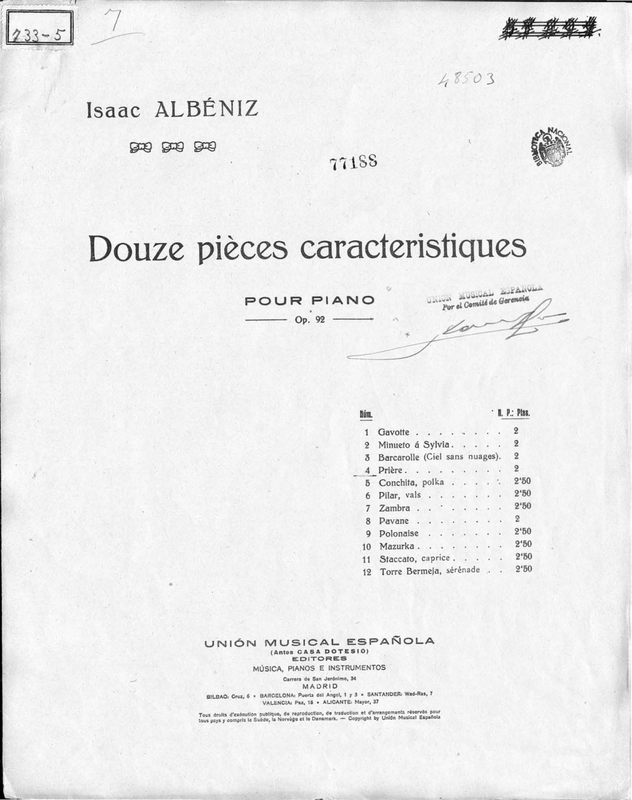 233-5
7
48503
Isaac ALBÉNIZ
77188
BIBLIOTECA NACIONAL
Douze pièces caracteristiques
POUR PIANO
Op. 92
UNION MUSICAL ESPAÑOLA
Por el Comité de Gerencia
Núm. N. P.: Ptas.
1 Gavotte . . . . . . . . 2
2 Minueto á Sylvia . . . . . 2
3 Barcarolle (Ciel sans nuages). 2
4 Prière . . . . . . . . . 2
5 Conchita, polka . . . . . 2'50
6 Pilar, vals . . . . . . . 2'50
7 Zambra . . . . . . . . 2'50
8 Pavane . . . . . . . . 2
9 Polonaise . . . . . . . 2'50
10 Mazurka . . . . . . . . 2'50
11 Staccato, caprice . . . . . 2'50
12 Torre Bermeja, sérénade . . 2'50
UNIÓN MUSICAL ESPAÑOLA
(Antes CASA DOTESIO)
EDITORES
MÚSICA, PIANOS E INSTRUMENTOS
Carrera de San Jerónimo, 34
MADRID
BILBAO: Cruz, 6 • BARCELONA: Puerta del Angel, 1 y 3 • SANTANDER: Wad-Ras, 7
VALENCIA: Paz, 15 • ALICANTE: Mayor, 37
Tous droits d'exécution publique, de reproduction, de traduction et d'arrangements réservés pour
tous pays y compris la Suède, la Norvège et le Danemark. — Copyright by Unión Musical Española